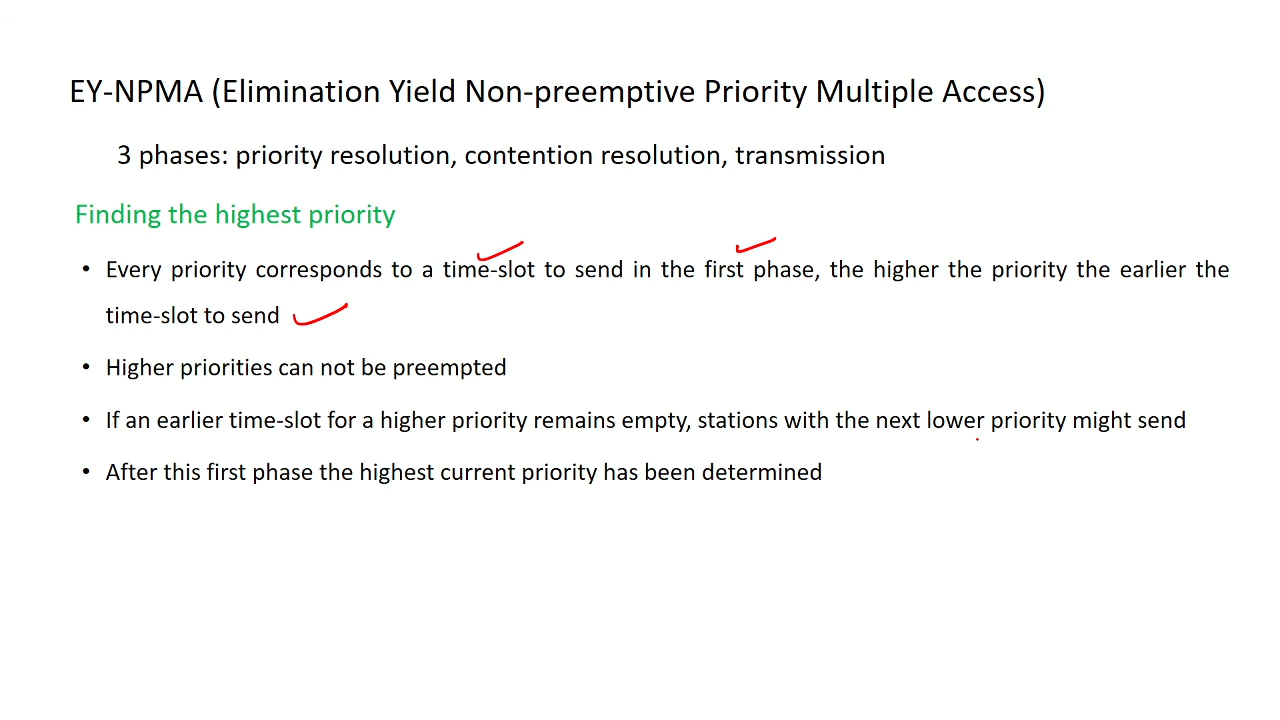 EY-NPMA (Elimination Yield Non-preemptive Priority Multiple Access)
3 phases: priority resolution, contention resolution, transmission
Finding the highest priority
• Every priority corresponds to a time-slot to send in the first phase, the higher the priority the earlier the
time-slot to send
• Higher priorities can not be preempted
• If an earlier time-slot for a higher priority remains empty, stations with the next lower priority might send
• After this first phase the highest current priority has been determined